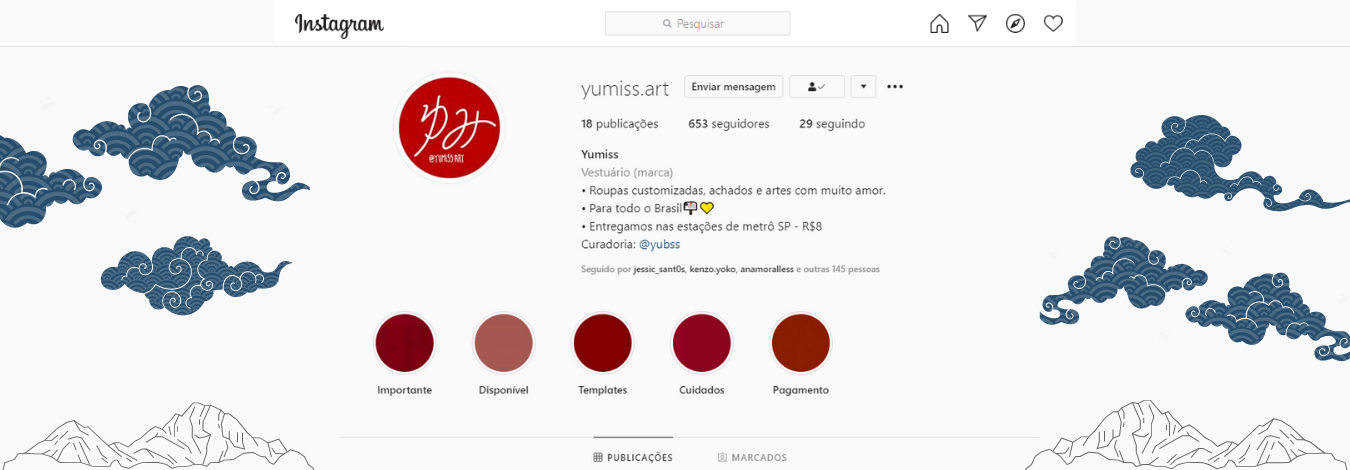 Instagram
Pesquisar
ゆみ
@YUMISS ART
yumiss.art Enviar mensagem
18 publicações 653 seguidores 29 seguindo
Yumiss
Vestuário (marca)
• Roupas customizadas, achados e artes com muito amor.
• Para todo o Brasil📬💛
• Entregamos nas estações de metrô SP - R$8
Curadoria: @yubss
Seguido por jessic_sant0s, kenzo.yoko, anamoralless e outras 145 pessoas
Importante Disponível Templates Cuidados Pagamento
PUBLICAÇÕES MARCADOS